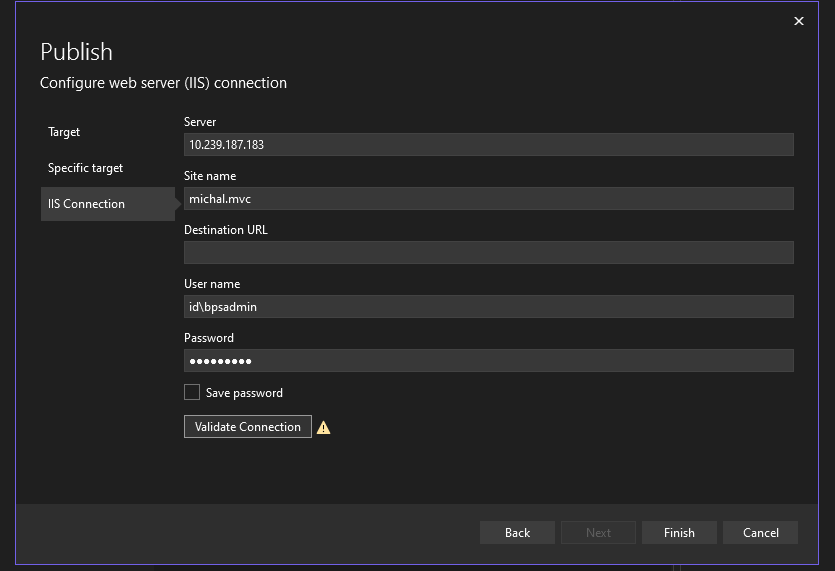 Publish
Configure web server (IIS) connection
Target
Specific target
IIS Connection
Server
10.239.187.183
Site name
michal.mvc
Destination URL
User name
id\bpsadmin
Password
●●●●●●●●●
Save password
Validate Connection
Back
Next
Finish
Cancel